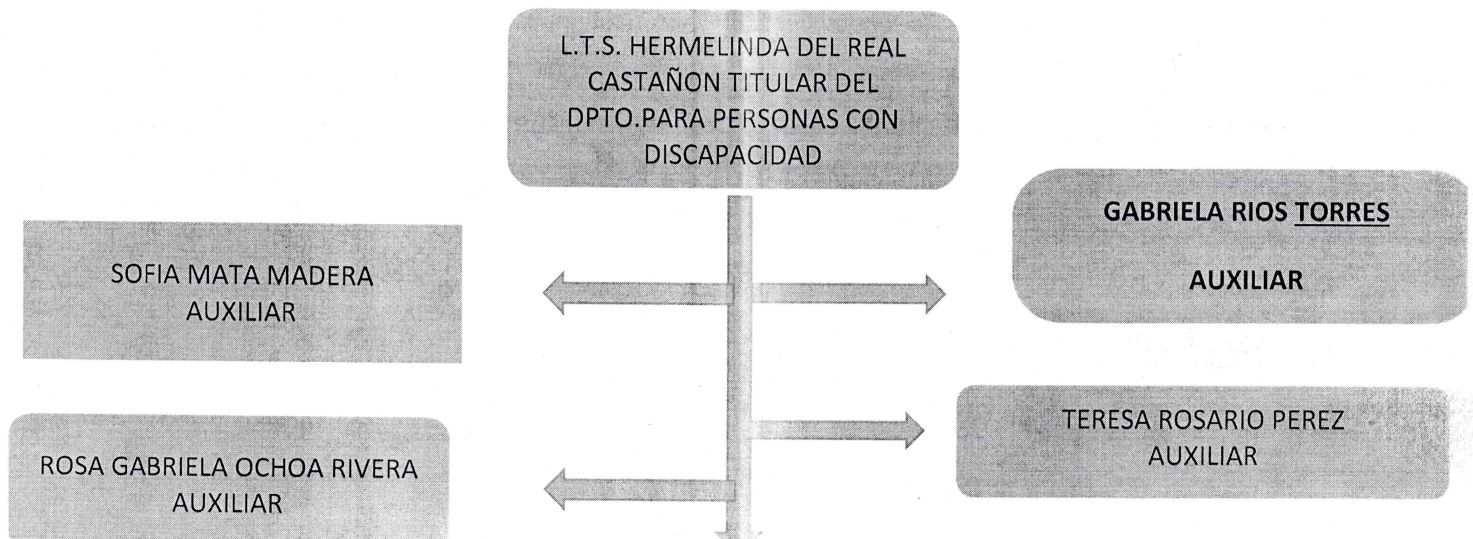 L.T.S. HERMELINDA DEL REAL
CASTAÑON TITULAR DEL
DPTO.PARA PERSONAS CON
DISCAPACIDAD
GABRIELA RIOS TORRES
AUXILIAR
SOFIA MATA MADERA
AUXILIAR
TERESA ROSARIO PEREZ
AUXILIAR
ROSA GABRIELA OCHOA RIVERA
AUXILIAR